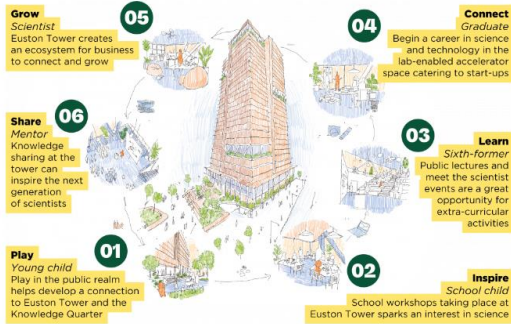 Grow
Scientist
Euston Tower creates
an ecosystem for business
to connect and grow
05
04
Connect
Graduate
Begin a career in science
and technology in the
lab-enabled accelerator
space catering to start-ups
Share
Mentor
Knowledge
sharing at the
tower can
inspire the next
generation
of scientists
06
03
Learn
Sixth-former
Public lectures and
meet the scientist
events are a great
opportunity for
extra-curricular
activities
Play
Young child
Play in the public realm
helps develop a connection
to Euston Tower and the
Knowledge Quarter
01
02
Inspire
School child
School workshops taking place at
Euston Tower sparks an interest in science